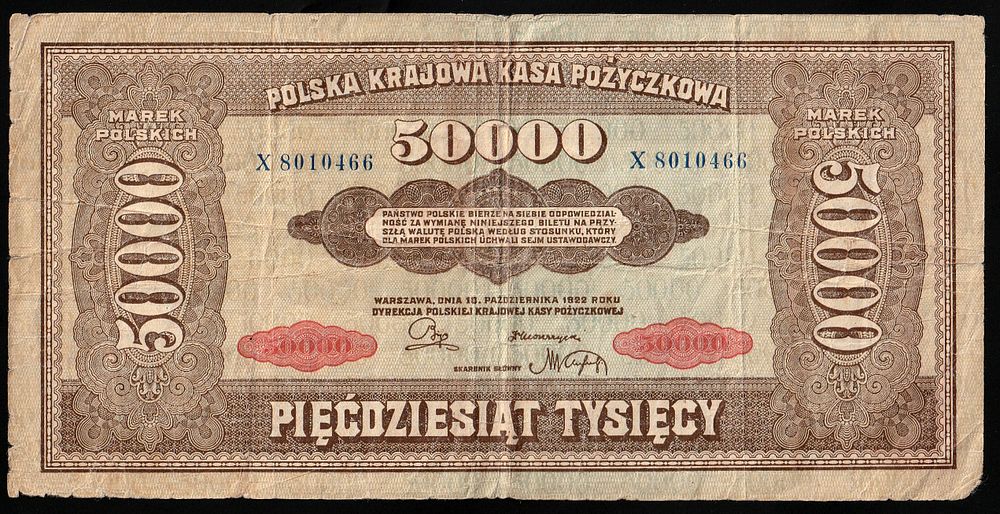 POLSKA KRAJOWA KASA POŻYCZKOWA
MAREK
POLSKICH
MAREK
POLSKICH
50000
X 8010466
X 8010466
50000
50000
PAŃSTWO POLSKIE BIERZE NA SIEBIE ODPOWIEDZIAL-
NOŚĆ ZA WYMIANĘ NINIEJSZEGO BILETU NA PRZY-
SZŁĄ WALUTĘ POLSKĄ WEDŁUG STOSUNKU, KTÓRY
DLA MAREK POLSKICH UCHWALI SEJM USTAWODAWCZY.
WARSZAWA, DNIA 10. PAŹDZIERNIKA 1922 ROKU
DYREKCJA POLSKIEJ KRAJOWEJ KASY POŻYCZKOWEJ
50000
50000
SKARBNIK GŁÓWNY
PIĘĆDZIESIĄT TYSIĘCY